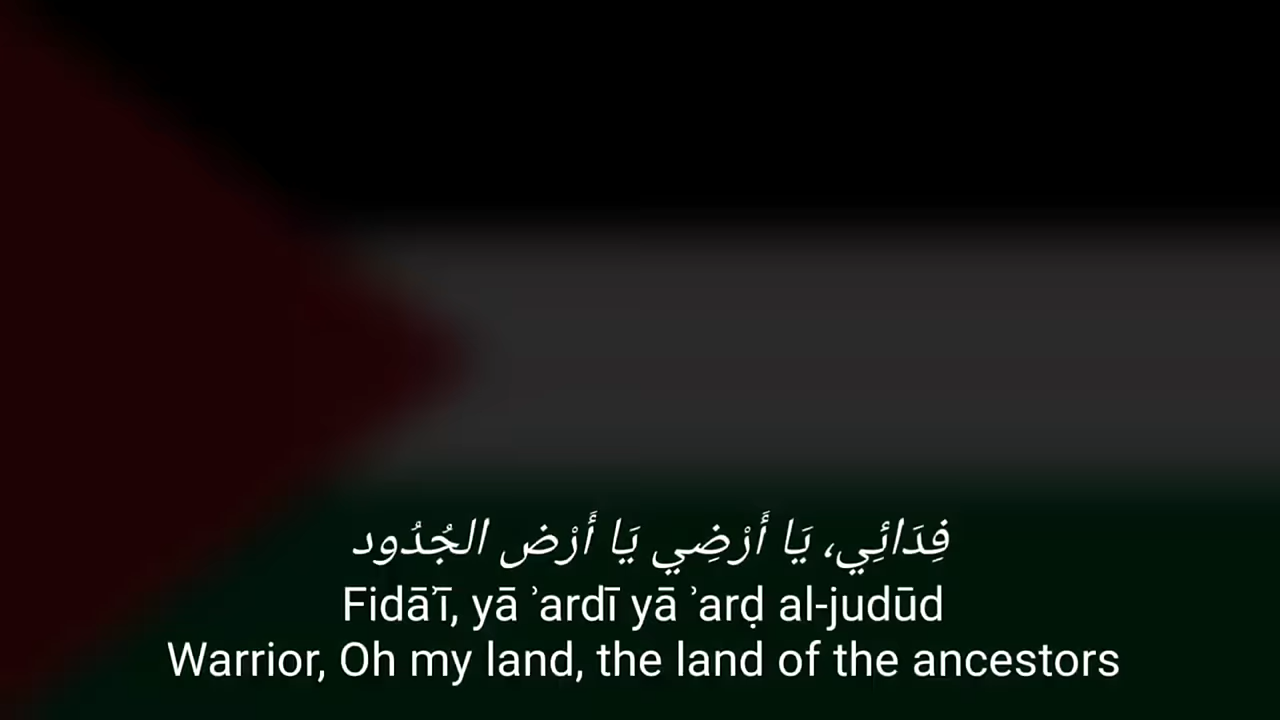 فِدَائِي، يَا أَرْضِي يَا أَرْض الجُدُود
Fidāʾī, yā ʾardī yā ʾarḍ al-judūd
Warrior, Oh my land, the land of the ancestors